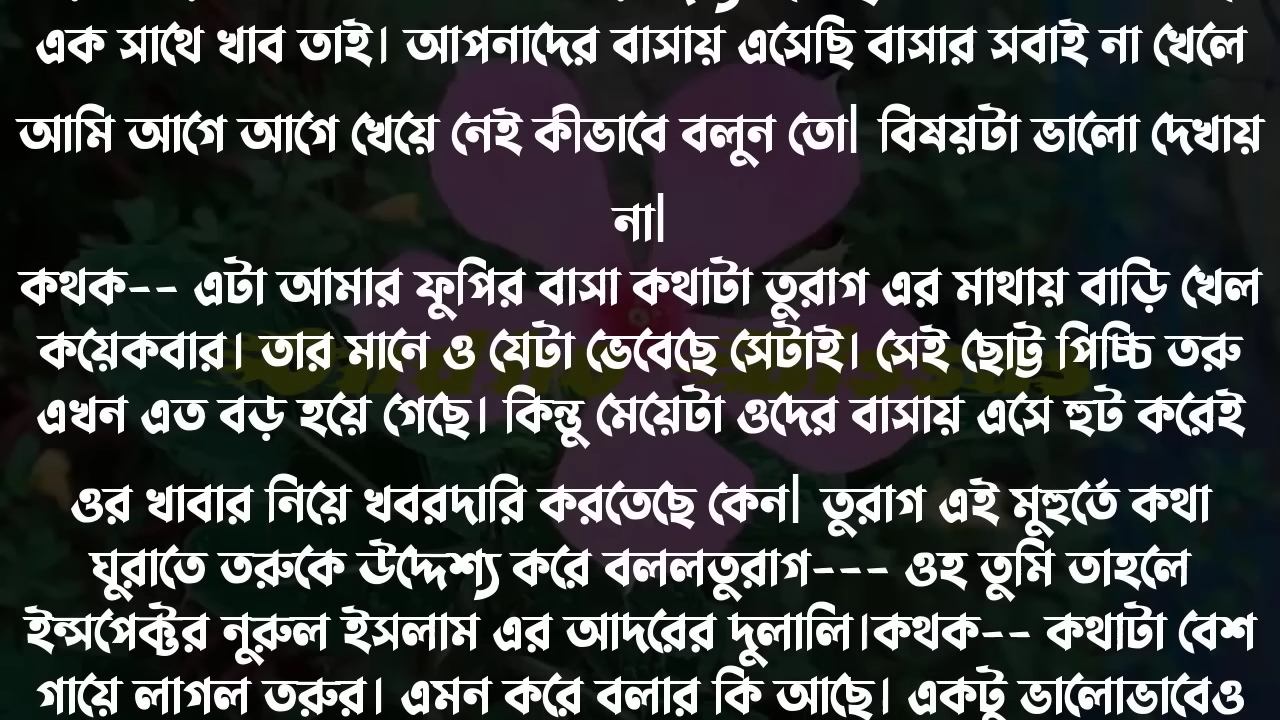 এক সাথে খাব তাই। আপনাদের বাসায় এসেছি বাসার সবাই না খেলে
আমি আগে আগে খেয়ে নেই কীভাবে বলুন তো| বিষয়টা ভালো দেখায়
না|
কথক-- এটা আমার ফুপির বাসা কথাটা তুরাগ এর মাথায় বাড়ি খেল
কয়েকবার। তার মানে ও যেটা ভেবেছে সেটাই। সেই ছোট্ট পিচ্চি তরু
এখন এত বড় হয়ে গেছে। কিন্তু মেয়েটা ওদের বাসায় এসে হুট করেই
ওর খাবার নিয়ে খবরদারি করতেছে কেন| তুরাগ এই মুহুর্তে কথা
ঘুরাতে তরুকে উদ্দেশ্য করে বললতুরাগ--- ওহ তুমি তাহলে
ইন্সপেক্টর নুরুল ইসলাম এর আদরের দুলালি।কথক-- কথাটা বেশ
গায়ে লাগল তরুর। এমন করে বলার কি আছে। একটু ভালোভাবেও